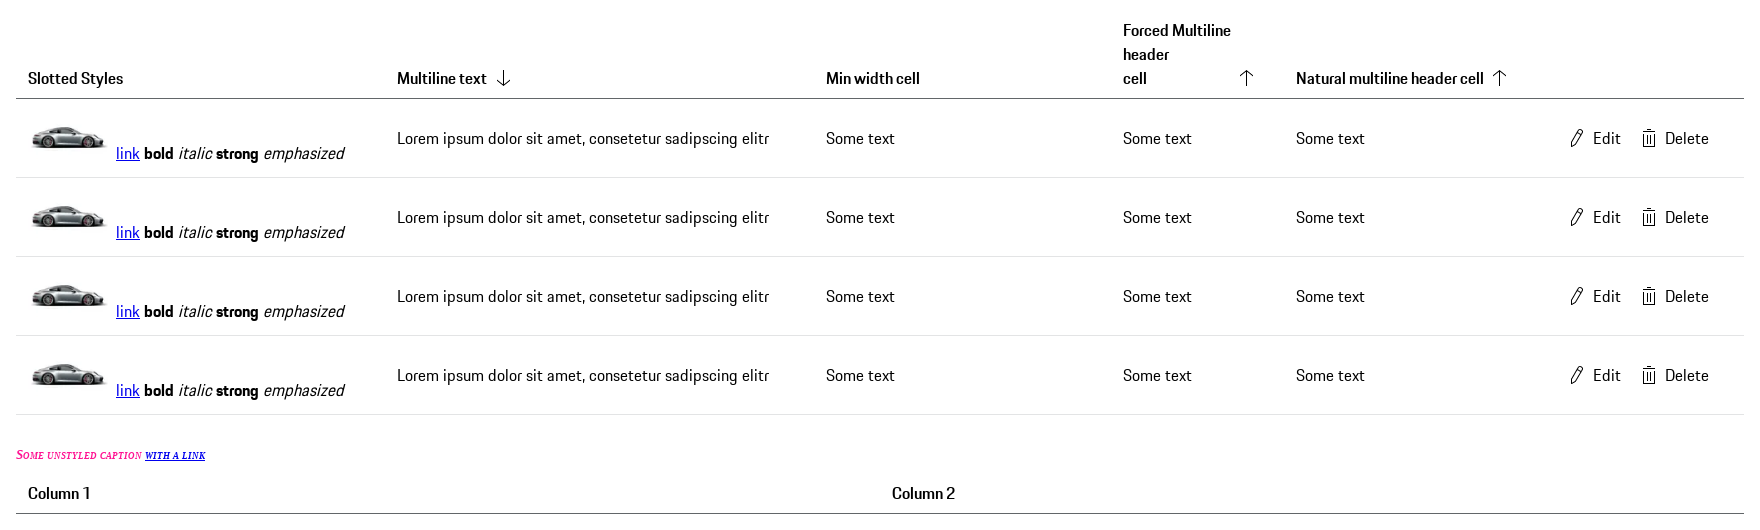 Forced Multiline
header
Slotted Styles Multiline text Min width cell cell Natural multiline header cell
Lorem ipsum dolor sit amet, consetetur sadipscing elitr Some text Some text Some text Edit Delete
link bold italic strong emphasized
Lorem ipsum dolor sit amet, consetetur sadipscing elitr Some text Some text Some text Edit Delete
link bold italic strong emphasized
Lorem ipsum dolor sit amet, consetetur sadipscing elitr Some text Some text Some text Edit Delete
link bold italic strong emphasized
Lorem ipsum dolor sit amet, consetetur sadipscing elitr Some text Some text Some text Edit Delete
link bold italic strong emphasized
Some unstyled caption with a link
Column 1 Column 2